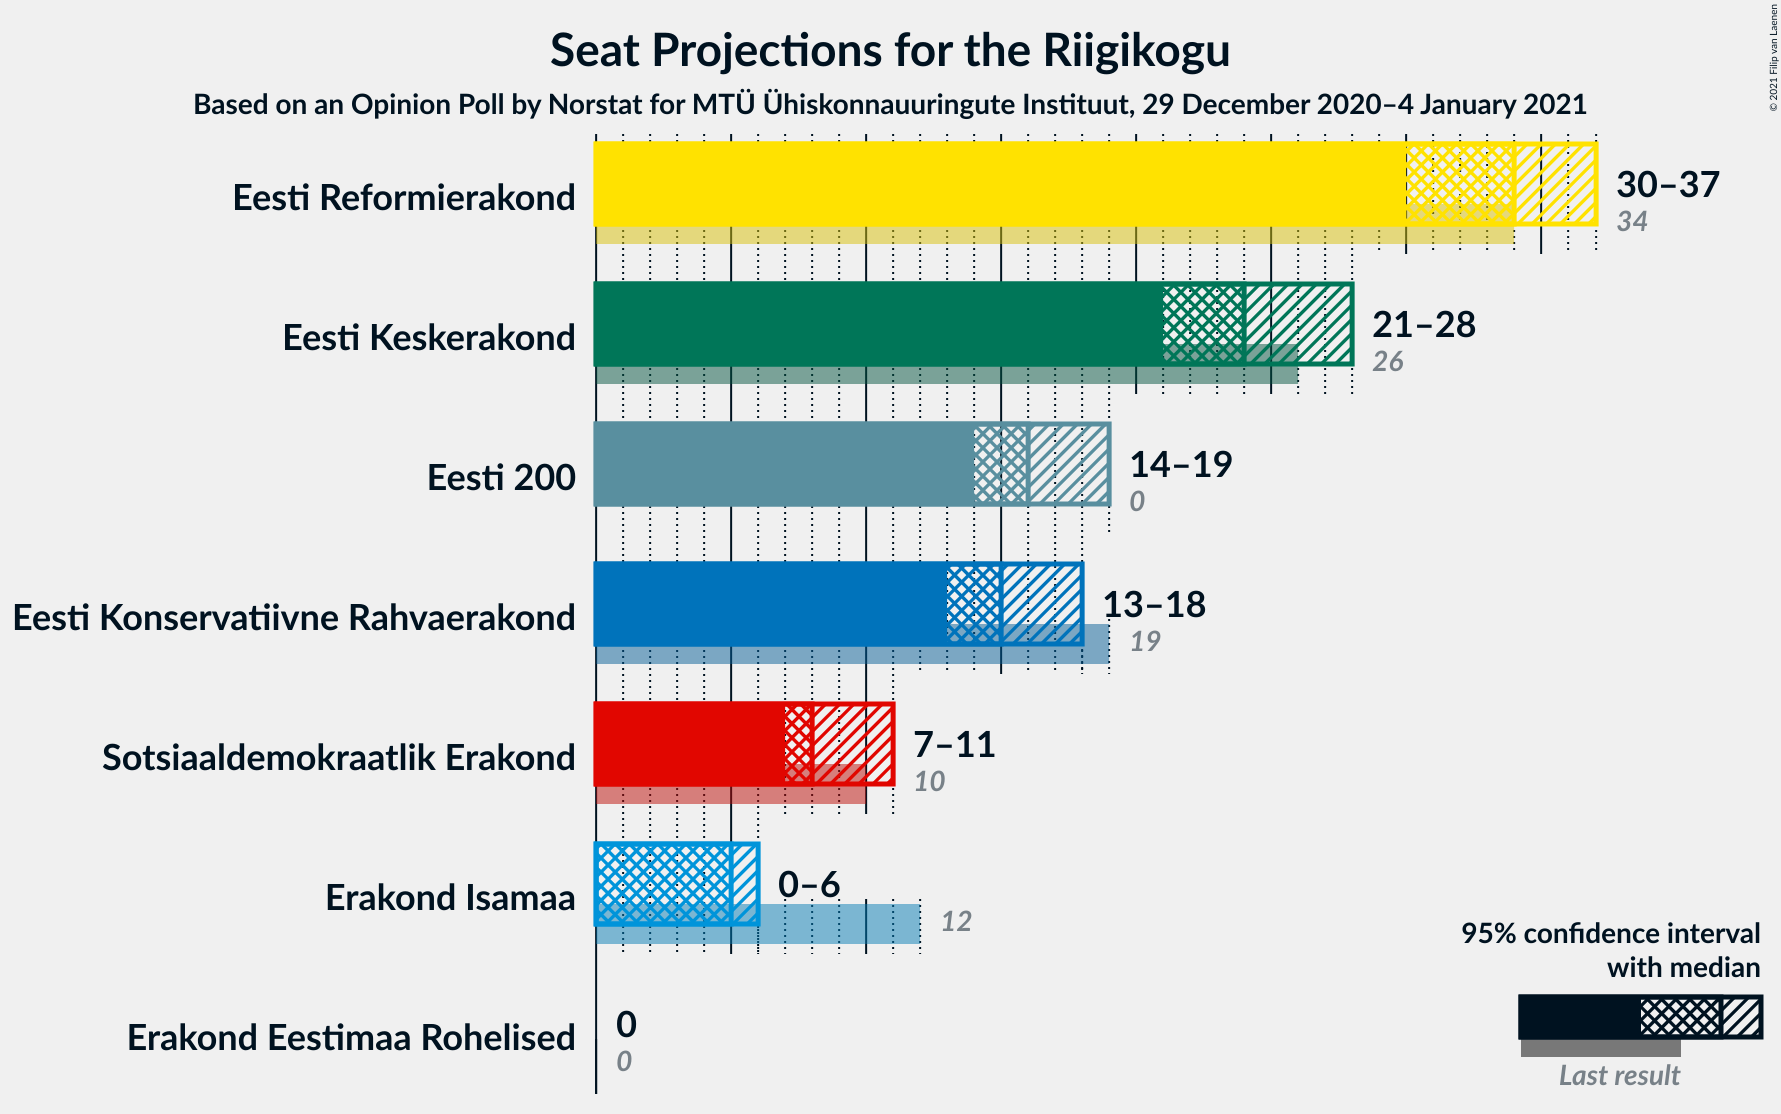 Seat Projections for the Riigikogu
Based on an Opinion Poll by Norstat for MTÜ Ühiskonnauuringute Instituut, 29 December 2020–4 January 2021
© 2021 Filip van Laenen
Eesti Reformierakond
30–37
34
Eesti Keskerakond
21–28
26
Eesti 200
14–19
0
Eesti Konservatiivne Rahvaerakond
13–18
19
Sotsiaaldemokraatlik Erakond
7–11
10
Erakond Isamaa
0–6
12
Erakond Eestimaa Rohelised
0
0
95% confidence interval
with median
Last result